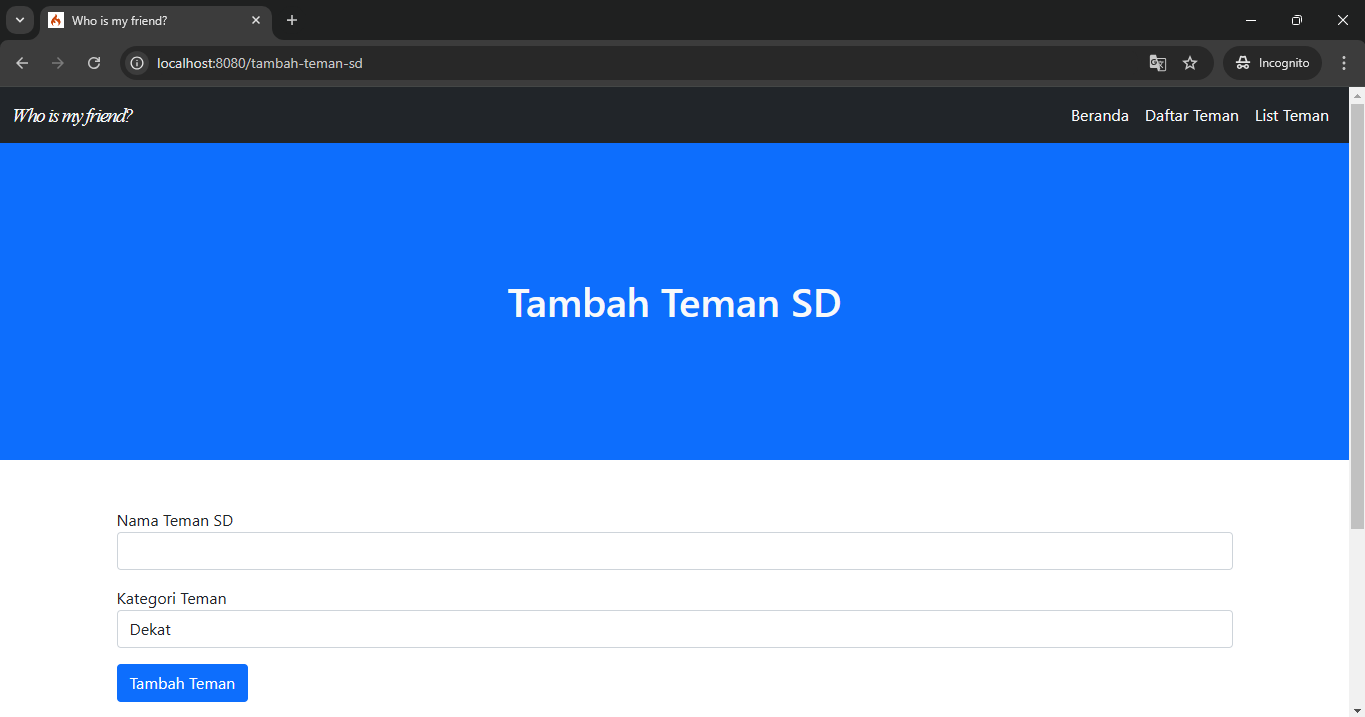 Who is my friend?
localhost:8080/tambah-teman-sd
Incognito
Who is my friend?
Beranda Daftar Teman List Teman
Tambah Teman SD
Nama Teman SD
Kategori Teman
Dekat
Tambah Teman